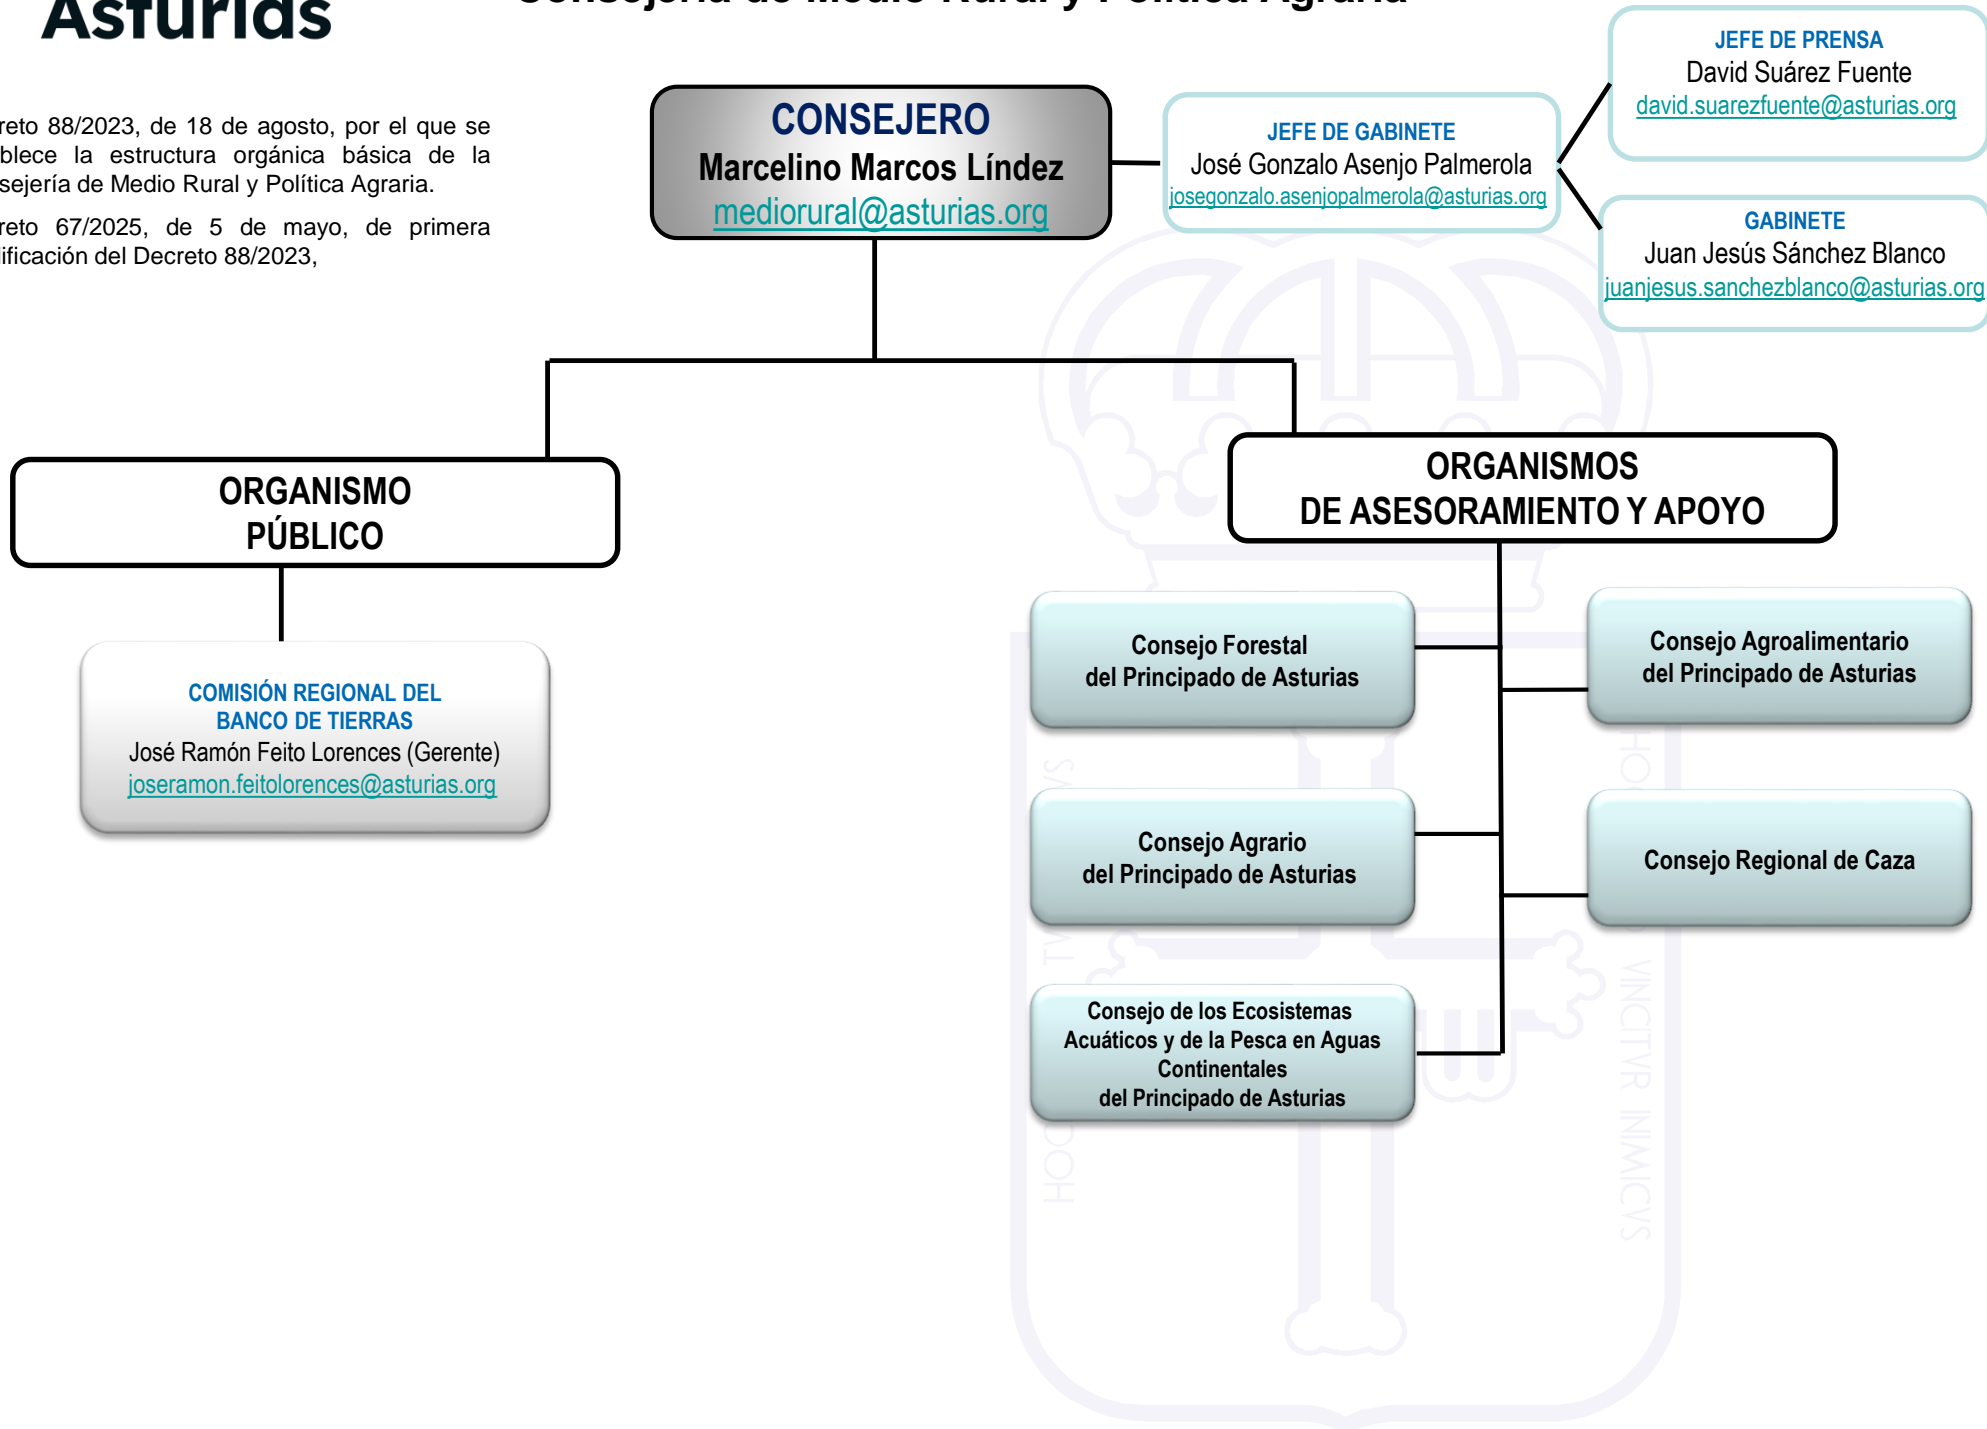 Asturias
Consejería de Medio Rural y Política Agraria
reto 88/2023, de 18 de agosto, por el que se
blece la estructura orgánica básica de la
sejería de Medio Rural y Política Agraria.
reto 67/2025, de 5 de mayo, de primera
ificación del Decreto 88/2023,
CONSEJERO
Marcelino Marcos Líndez
mediorural@asturias.org
JEFE DE GABINETE
José Gonzalo Asenjo Palmerola
josegonzalo.asenjopalmerola@asturias.org
JEFE DE PRENSA
David Suárez Fuente
david.suarezfuente@asturias.org
GABINETE
Juan Jesús Sánchez Blanco
juanjesus.sanchezblanco@asturias.org
ORGANISMO
PÚBLICO
COMISIÓN REGIONAL DEL
BANCO DE TIERRAS
José Ramón Feito Lorences (Gerente)
joseramon.feitolorences@asturias.org
ORGANISMOS
DE ASESORAMIENTO Y APOYO
Consejo Forestal
del Principado de Asturias
Consejo Agroalimentario
del Principado de Asturias
Consejo Agrario
del Principado de Asturias
Consejo Regional de Caza
Consejo de los Ecosistemas
Acuáticos y de la Pesca en Aguas
Continentales
del Principado de Asturias
VINCITVR INIMICVS